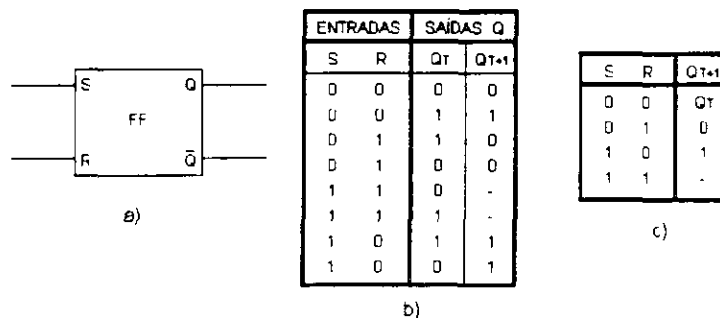 S Q
FF
R Q̅
a)
ENTRADAS SAÍDAS Q
S R QT QT+1
0 0 0 0
0 0 1 1
0 1 1 0
0 1 0 0
1 1 0 -
1 1 1 -
1 0 1 1
1 0 0 1
b)
S R QT+1
0 0 QT
0 1 0
1 0 1
1 1 -
c)